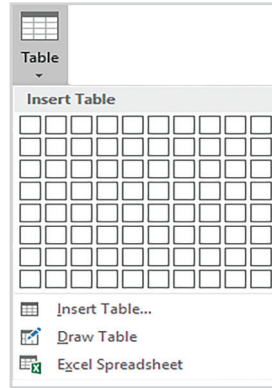 Table
Insert Table
Insert Table...
Draw Table
Excel Spreadsheet